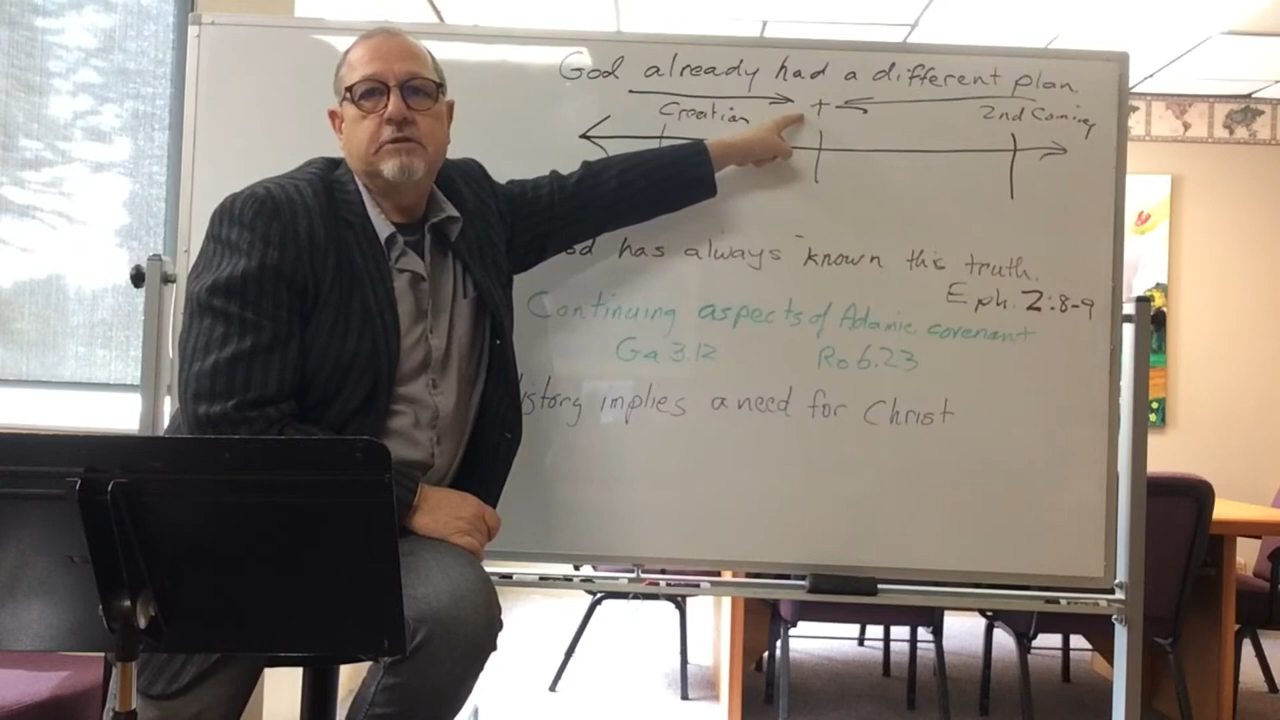 God already had a different plan.
Creation + 2nd Coming
has always known this truth.
Eph. 2:8-9
Continuing aspects of Adamic covenant
Ga 3.12 Ro 6.23
History implies a need for Christ